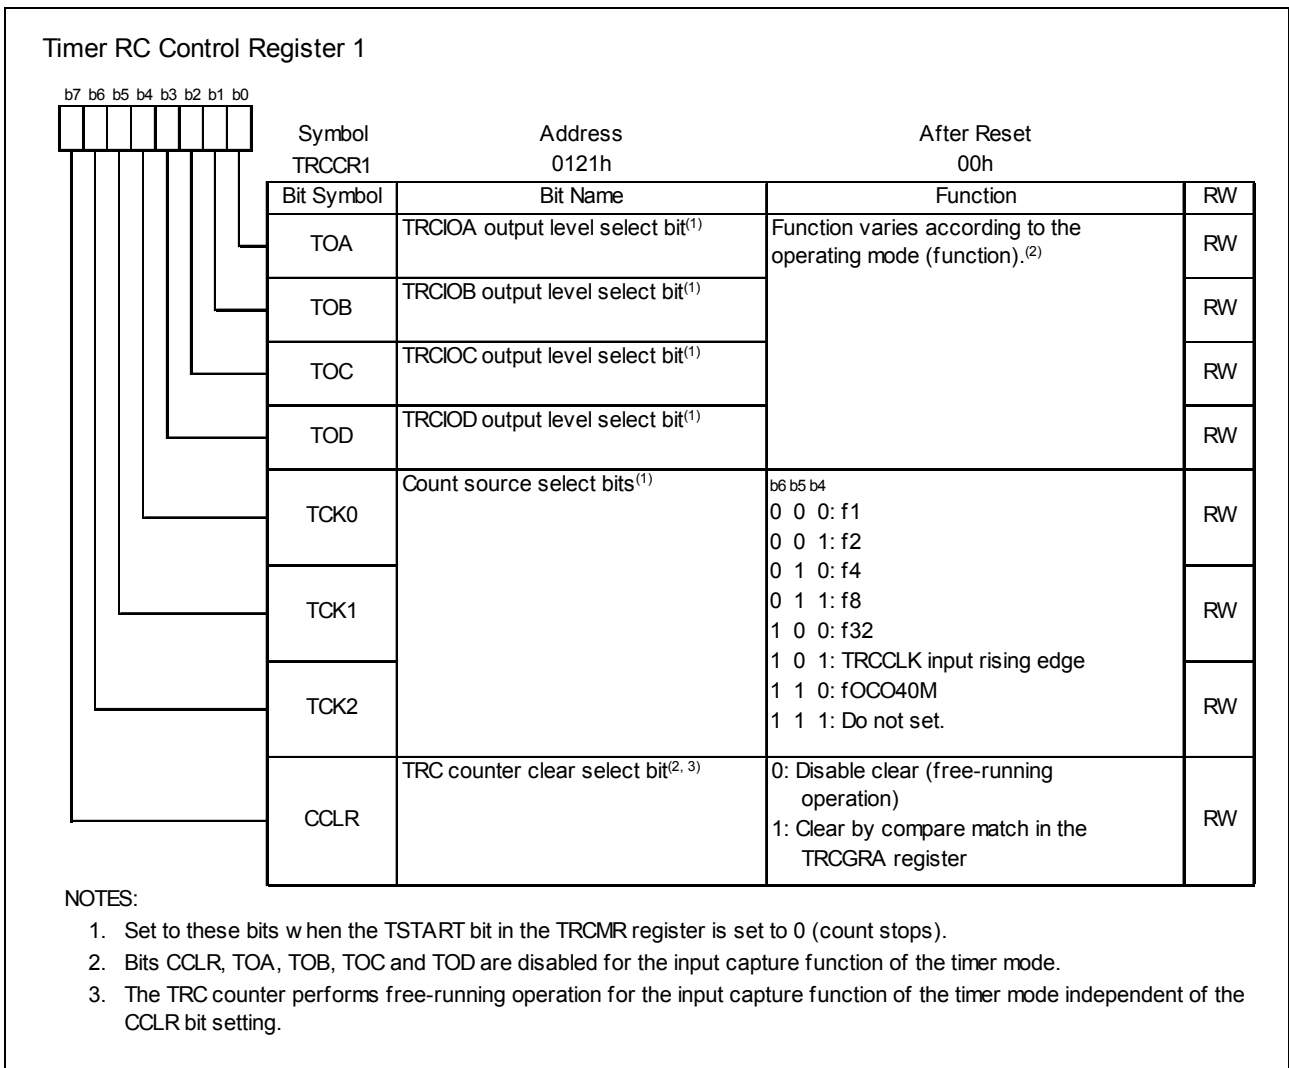 Timer RC Control Register 1
b7 b6 b5 b4 b3 b2 b1 b0
Symbol Address After Reset
TRCCR1 0121h 00h
Bit Symbol Bit Name Function RW
TOA TRCIOA output level select bit(1) Function varies according to the
operating mode (function).(2) RW
TOB TRCIOB output level select bit(1) RW
TOC TRCIOC output level select bit(1) RW
TOD TRCIOD output level select bit(1) RW
Count source select bits(1) b6 b5 b4
TCK0 0 0 0: f1 RW
0 0 1: f2
0 1 0: f4
TCK1 0 1 1: f8 RW
1 0 0: f32
1 0 1: TRCCLK input rising edge
TCK2 1 1 0: fOCO40M RW
1 1 1: Do not set.
TRC counter clear select bit(2, 3) 0: Disable clear (free-running
operation)
CCLR 1: Clear by compare match in the RW
TRCGRA register
NOTES:
1. Set to these bits when the TSTART bit in the TRCMR register is set to 0 (count stops).
2. Bits CCLR, TOA, TOB, TOC and TOD are disabled for the input capture function of the timer mode.
3. The TRC counter performs free-running operation for the input capture function of the timer mode independent of the
CCLR bit setting.